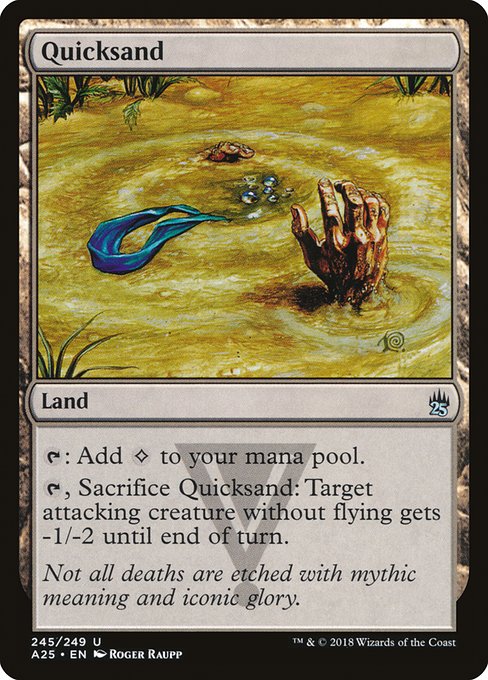 Quicksand
Land
25
: Add to your mana pool.
, Sacrifice Quicksand: Target
attacking creature without flying gets
-1/-2 until end of turn.
Not all deaths are etched with mythic
meaning and iconic glory.
245/249 U
A25 • EN Roger Raupp
™ & © 2018 Wizards of the Coast